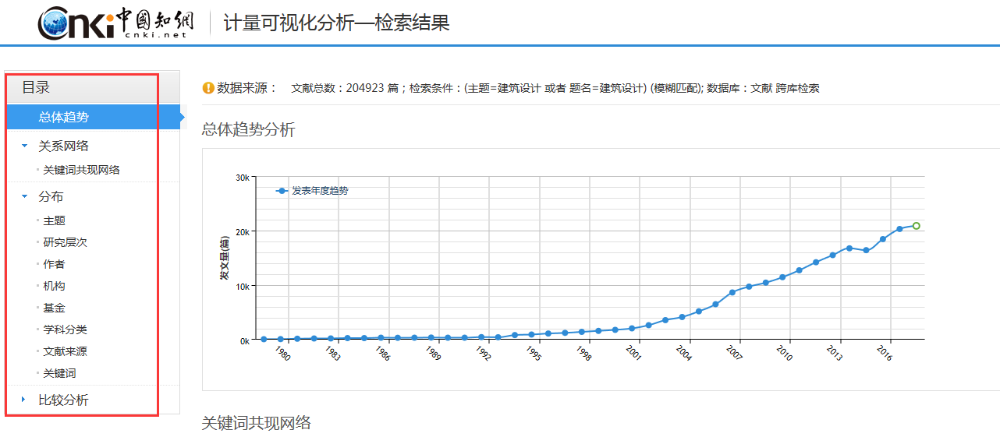 Cnki中国知網
cnki.net
计量可视化分析—检索结果
目录
总体趋势
关系网络
关键词共现网络
分布
主题
研究层次
作者
机构
基金
学科分类
文献来源
关键词
比较分析
数据来源： 文献总数：204923 篇；检索条件：(主题=建筑设计 或者 题名=建筑设计) (模糊匹配); 数据库：文献 跨库检索
总体趋势分析
发表年度趋势
发文量(篇)
30k
20k
10k
0k
1980 1983 1986 1989 1992 1995 1998 2001 2004 2007 2010 2013 2016
关键词共现网络